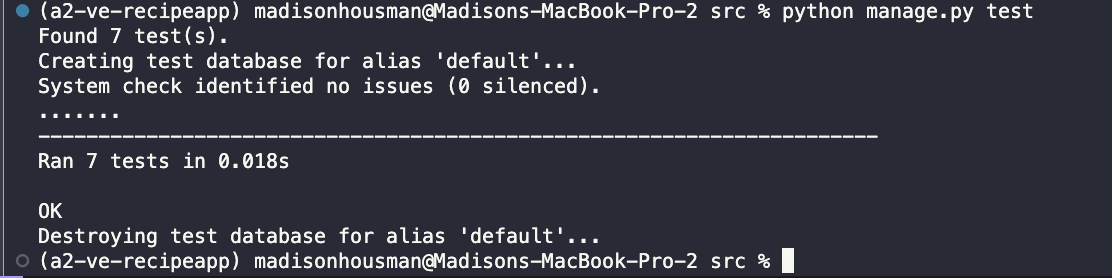 (a2-ve-recipeapp) madisonhousman@Madisons-MacBook-Pro-2 src % python manage.py test
Found 7 test(s).
Creating test database for alias 'default'...
System check identified no issues (0 silenced).
.......
----------------------------------------------------------------------
Ran 7 tests in 0.018s

OK
Destroying test database for alias 'default'...
(a2-ve-recipeapp) madisonhousman@Madisons-MacBook-Pro-2 src %